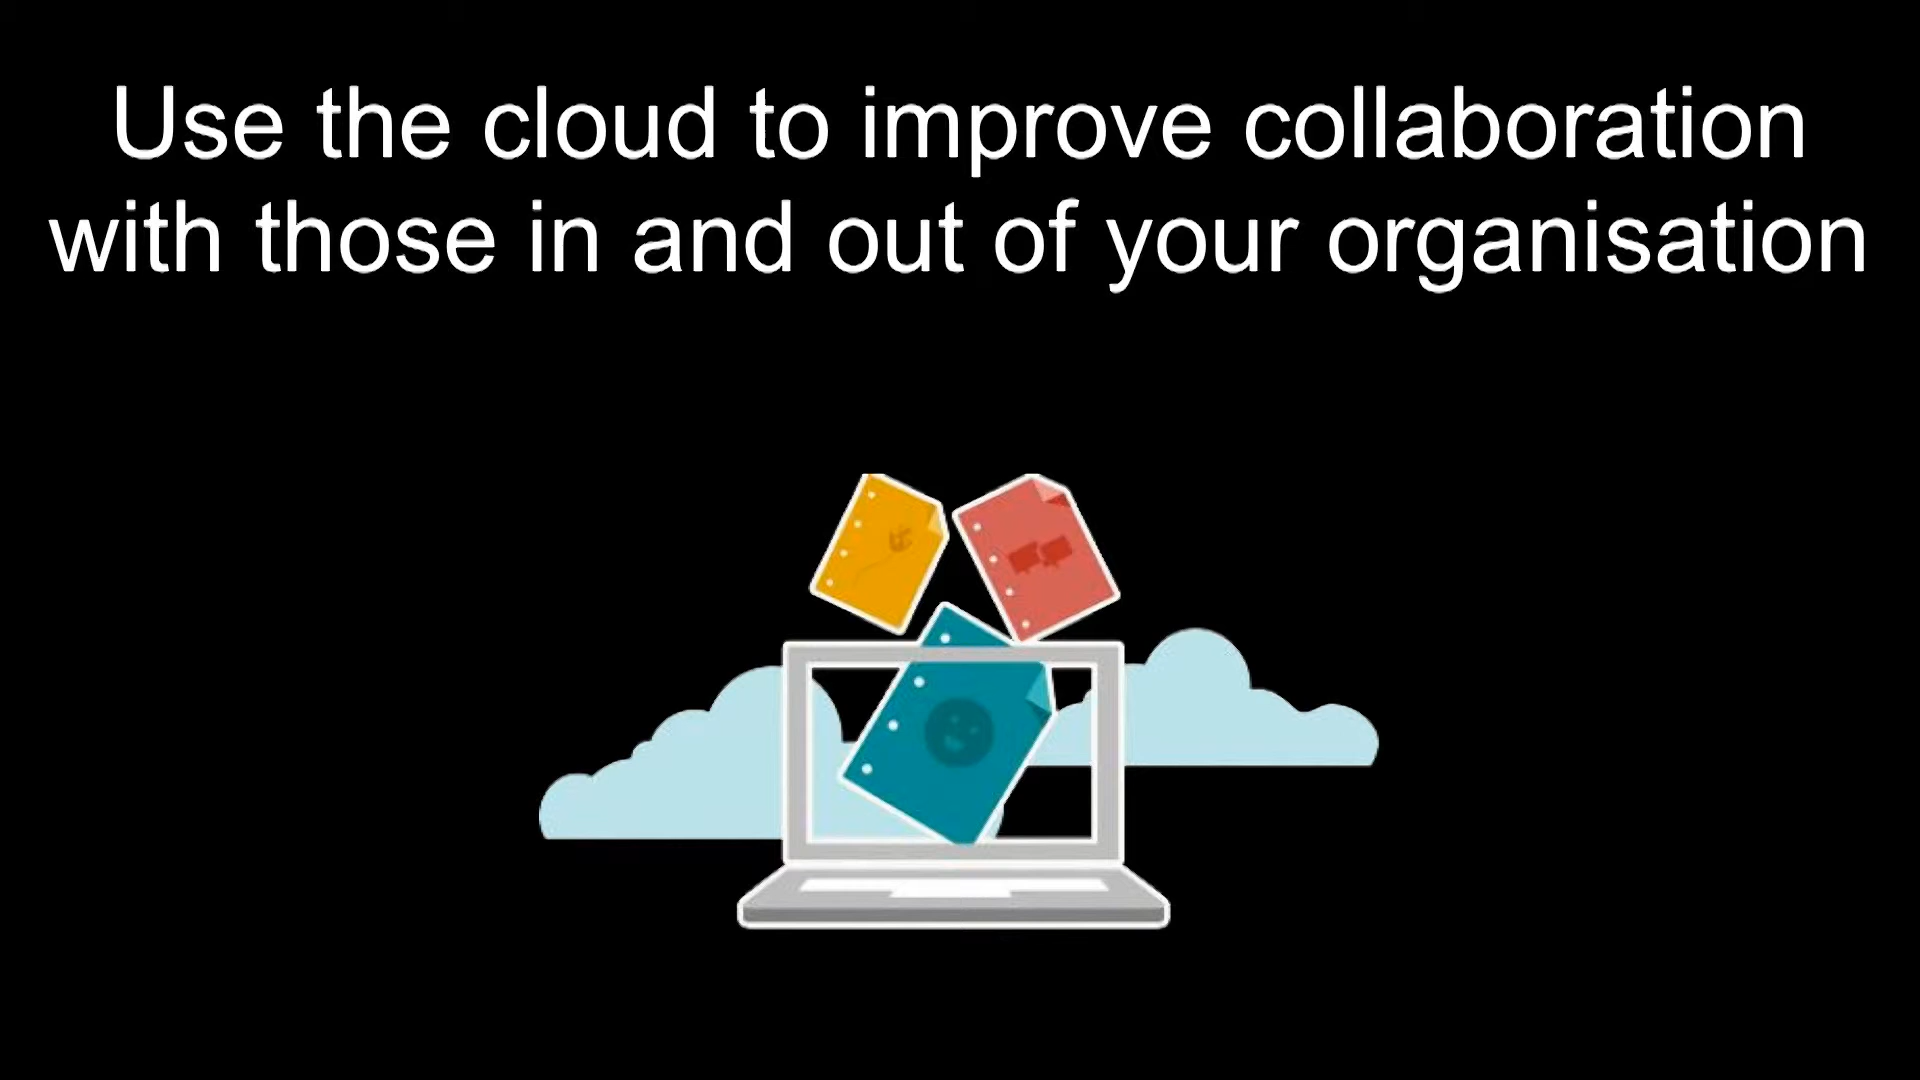 Use the cloud to improve collaboration
with those in and out of your organisation